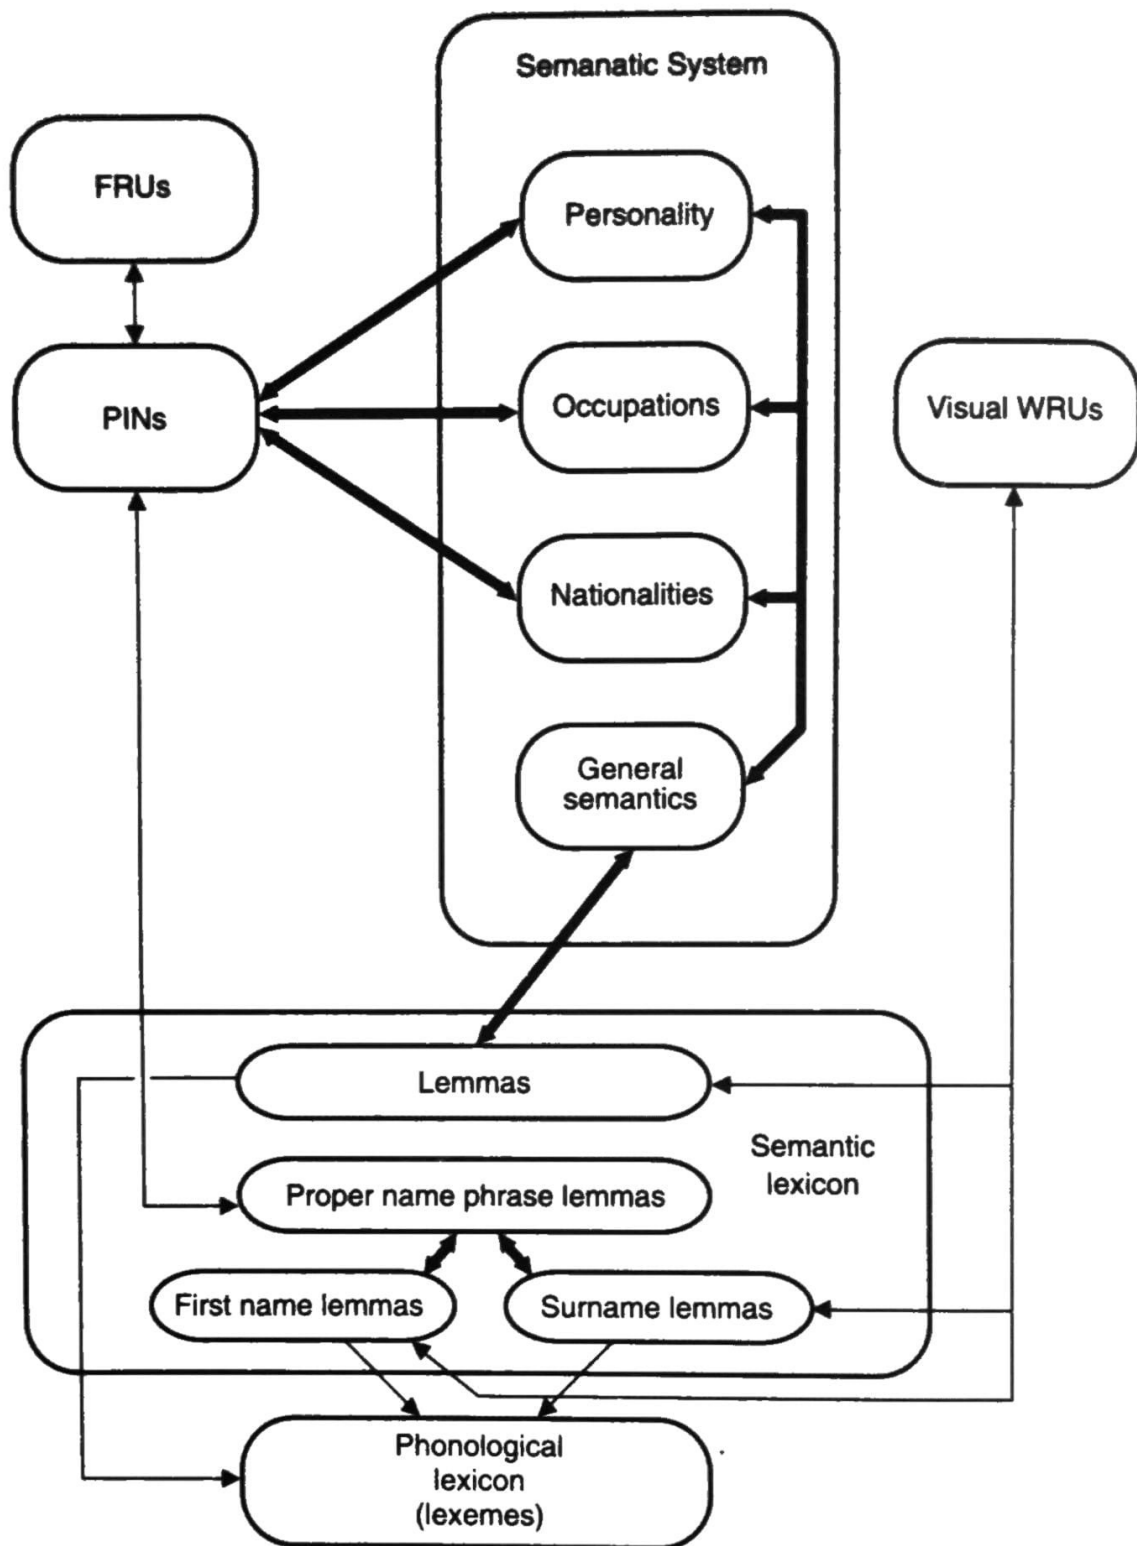 Semanatic System
FRUs
Personality
PINs
Occupations
Visual WRUs
Nationalities
General
semantics
Lemmas
Semantic
lexicon
Proper name phrase lemmas
First name lemmas
Surname lemmas
Phonological
lexicon
(lexemes)